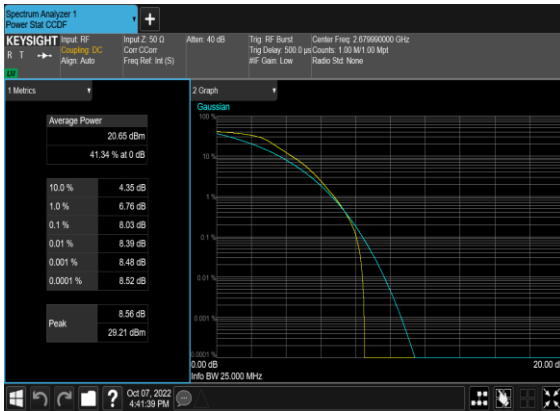 Spectrum Analyzer 1
Power Stat CCDF
+
KEYSIGHT
R T
LXI
Input: RF
Coupling: DC
Align: Auto
Input Z: 50 Ω
Corr CCorr
Freq Ref: Int (S)
Atten: 40 dB
Trig: RF Burst
Trig Delay: 500.0 µs
#IF Gain: Low
Center Freq: 2.679990000 GHz
Counts: 1.00 M/1.00 Mpt
Radio Std: None
1 Metrics
Average Power
20.65 dBm
41.34 % at 0 dB
10.0 % 4.35 dB
1.0 % 6.76 dB
0.1 % 8.03 dB
0.01 % 8.39 dB
0.001 % 8.48 dB
0.0001 % 8.52 dB
Peak
8.56 dB
29.21 dBm
2 Graph
Gaussian
100 %
10 %
1 %
0.1 %
0.01 %
0.001 %
0.0001 %
0.00 dB
20.00 d
Info BW 25.000 MHz
?
Oct 07, 2022
4:41:39 PM